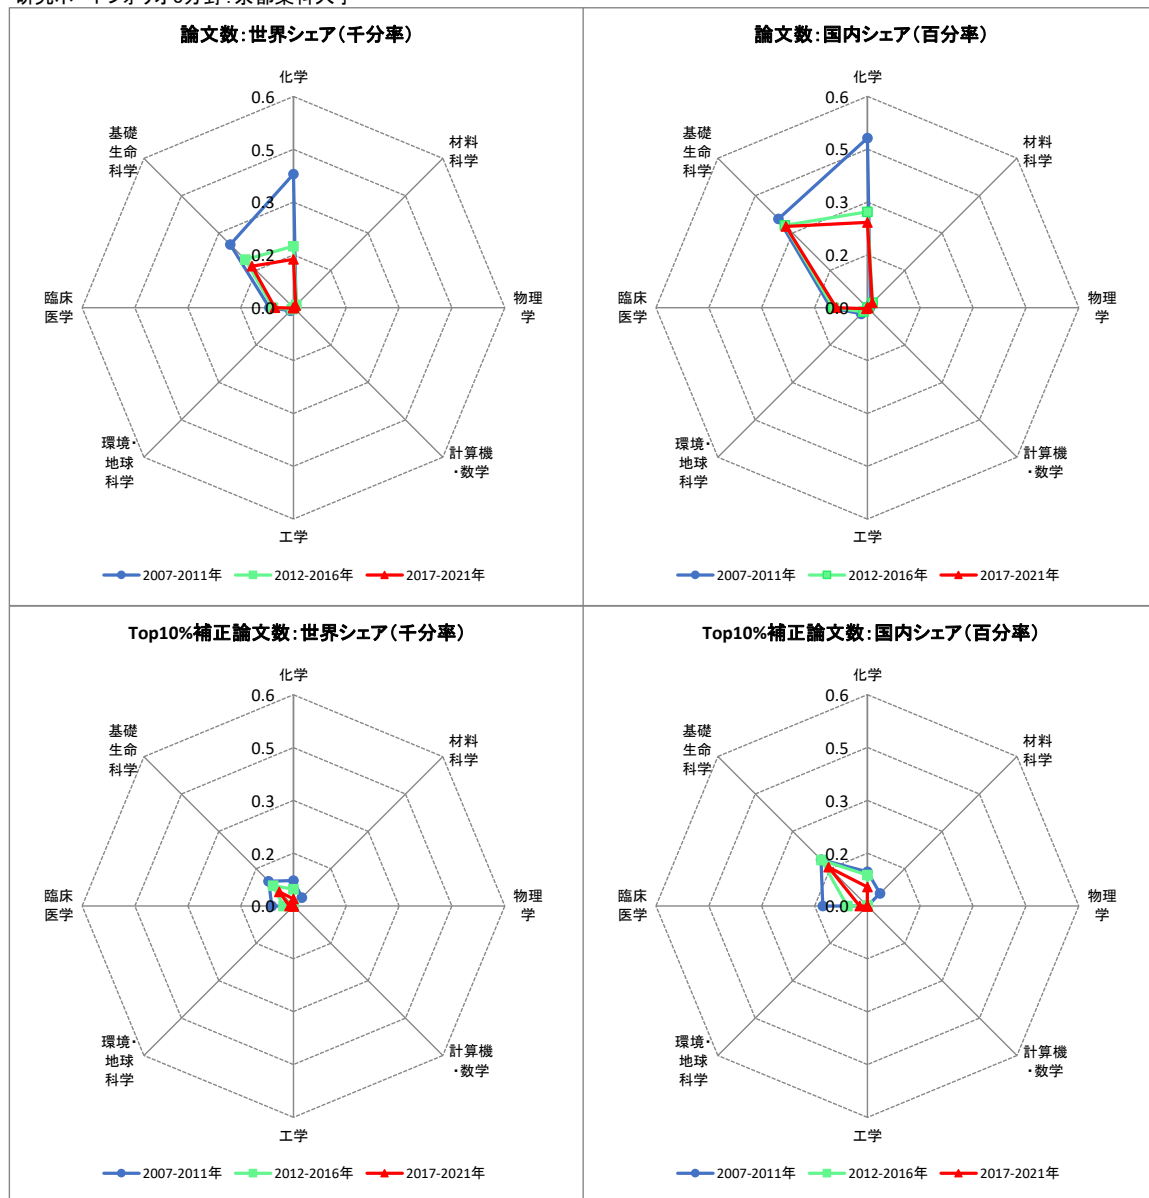 論文数:世界シェア(千分率)
化学
0.6
0.5
0.3
0.2
0.0
材料
科学
物理
学
計算機
・数学
工学
環境・
地球
科学
臨床
医学
基礎
生命
科学
2007-2011年 2012-2016年 2017-2021年
論文数:国内シェア(百分率)
化学
0.6
0.5
0.3
0.2
0.0
材料
科学
物理
学
計算機
・数学
工学
環境・
地球
科学
臨床
医学
基礎
生命
科学
2007-2011年 2012-2016年 2017-2021年
Top10%補正論文数:世界シェア(千分率)
化学
0.6
0.5
0.3
0.2
0.0
材料
科学
物理
学
計算機
・数学
工学
環境・
地球
科学
臨床
医学
基礎
生命
科学
2007-2011年 2012-2016年 2017-2021年
Top10%補正論文数:国内シェア(百分率)
化学
0.6
0.5
0.3
0.2
0.0
材料
科学
物理
学
計算機
・数学
工学
環境・
地球
科学
臨床
医学
基礎
生命
科学
2007-2011年 2012-2016年 2017-2021年